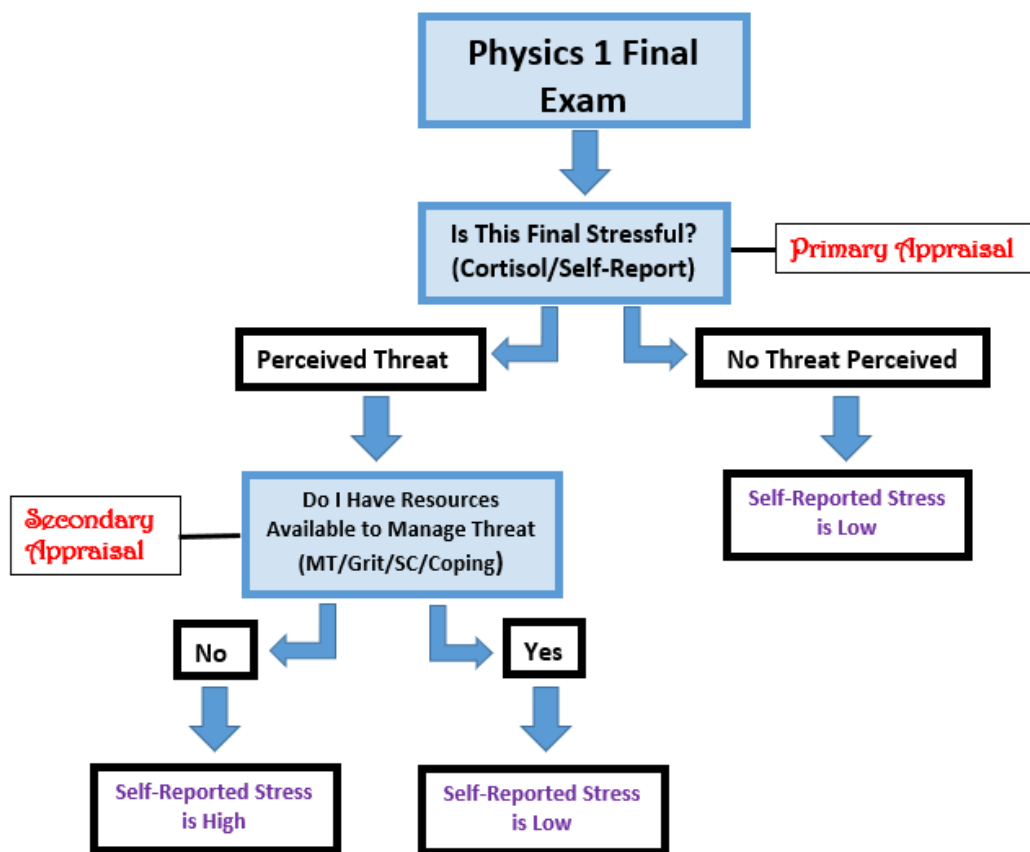 Physics 1 Final
Exam
Is This Final Stressful?
(Cortisol/Self-Report)
Primary Appraisal
Perceived Threat
No Threat Perceived
Do I Have Resources
Available to Manage Threat
(MT/Grit/SC/Coping)
Secondary
Appraisal
Self-Reported Stress
is Low
No
Yes
Self-Reported Stress
is High
Self-Reported Stress
is Low